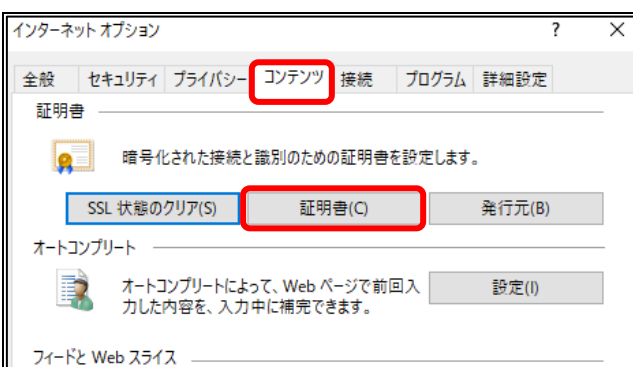 インターネット オプション ? ×
全般 セキュリティ プライバシー コンテンツ 接続 プログラム 詳細設定
証明書
暗号化された接続と識別のための証明書を設定します。
SSL 状態のクリア(S) 証明書(C) 発行元(B)
オートコンプリート
オートコンプリートによって、Web ページで前回入
力した内容を、入力中に補完できます。
設定(I)
フィードと Web スライス